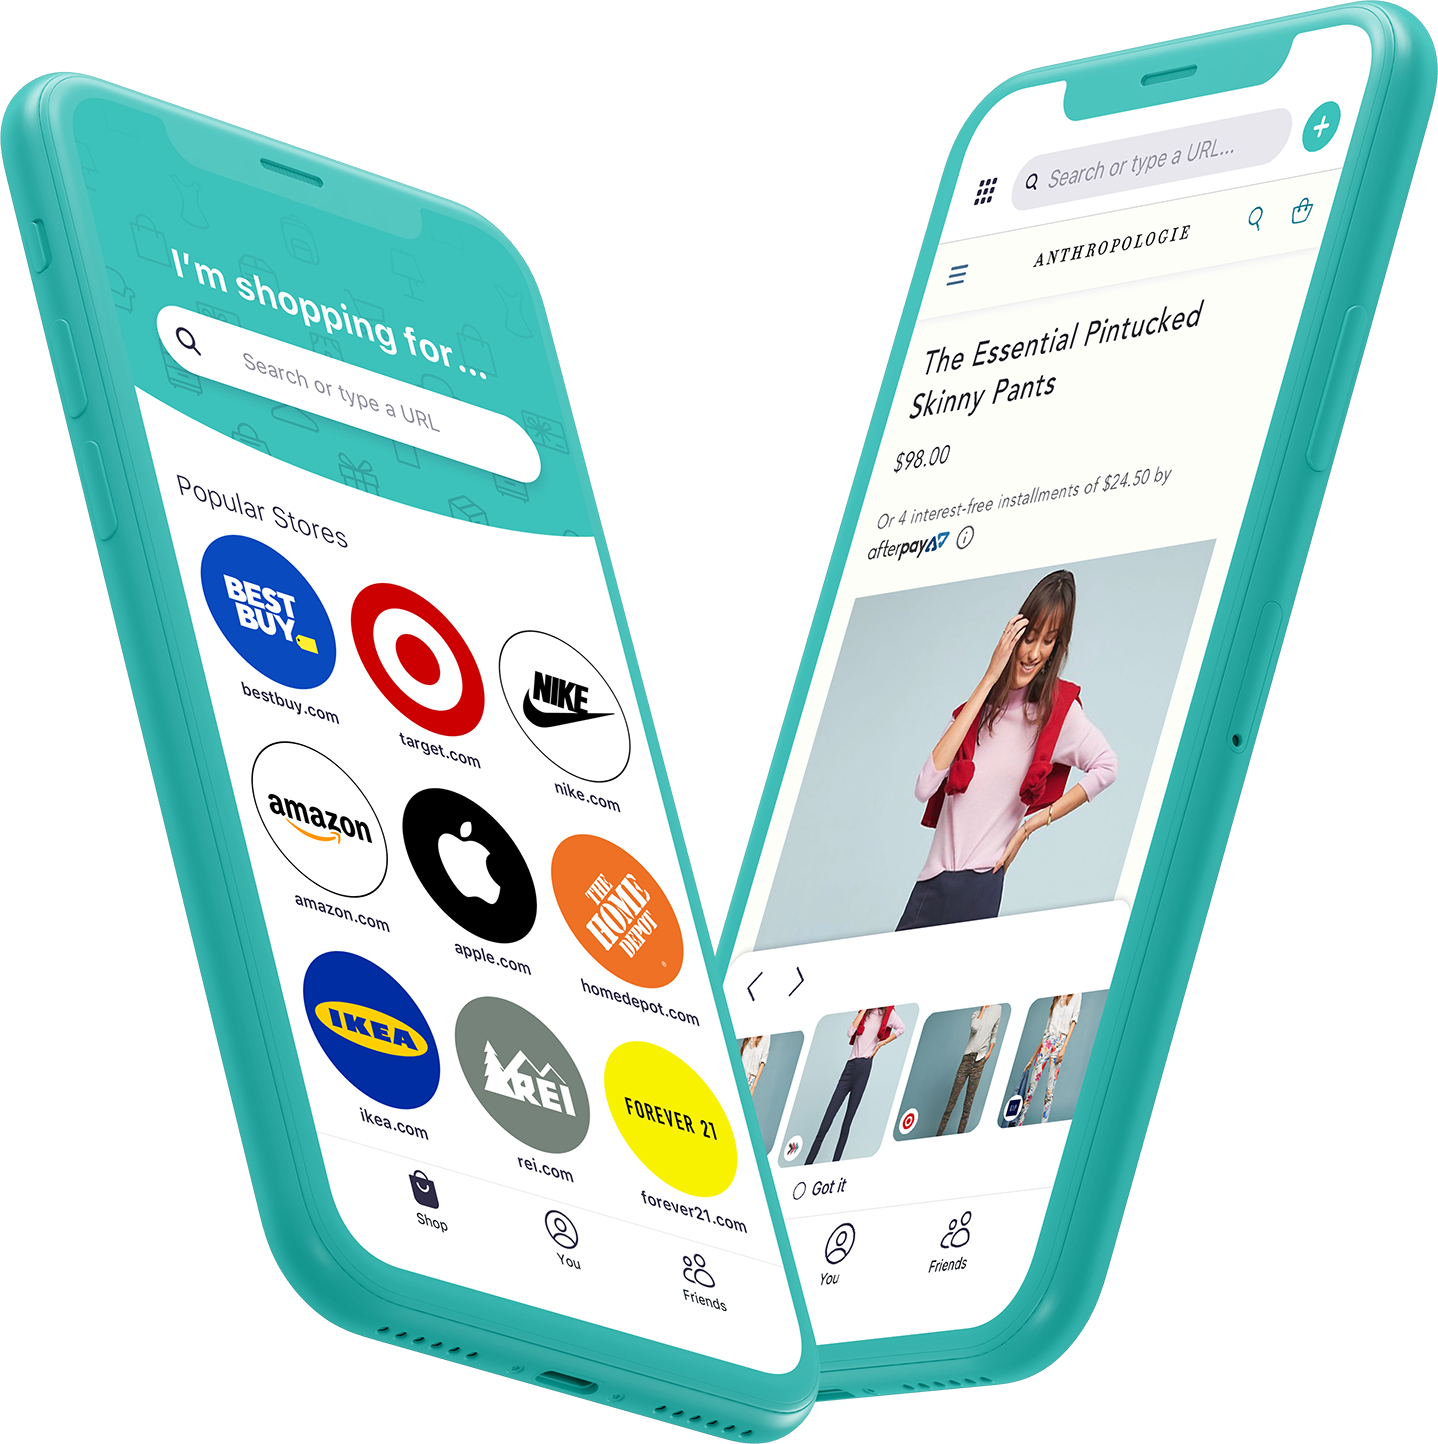 I'm shopping for...
Search or type a URL
Popular Stores
BEST
BUY
bestbuy.com
target.com
NIKE
nike.com
amazon
amazon.com
apple.com
THE
HOME
DEPOT
homedepot.com
IKEA
ikea.com
REI
rei.com
FOREVER 21
forever21.com
Shop
You
Friends
Search or type a URL...
ANTHROPOLOGIE
The Essential Pintucked
Skinny Pants
$98.00
Or 4 interest-free installments of $24.50 by
afterpay
Got it
You
Friends